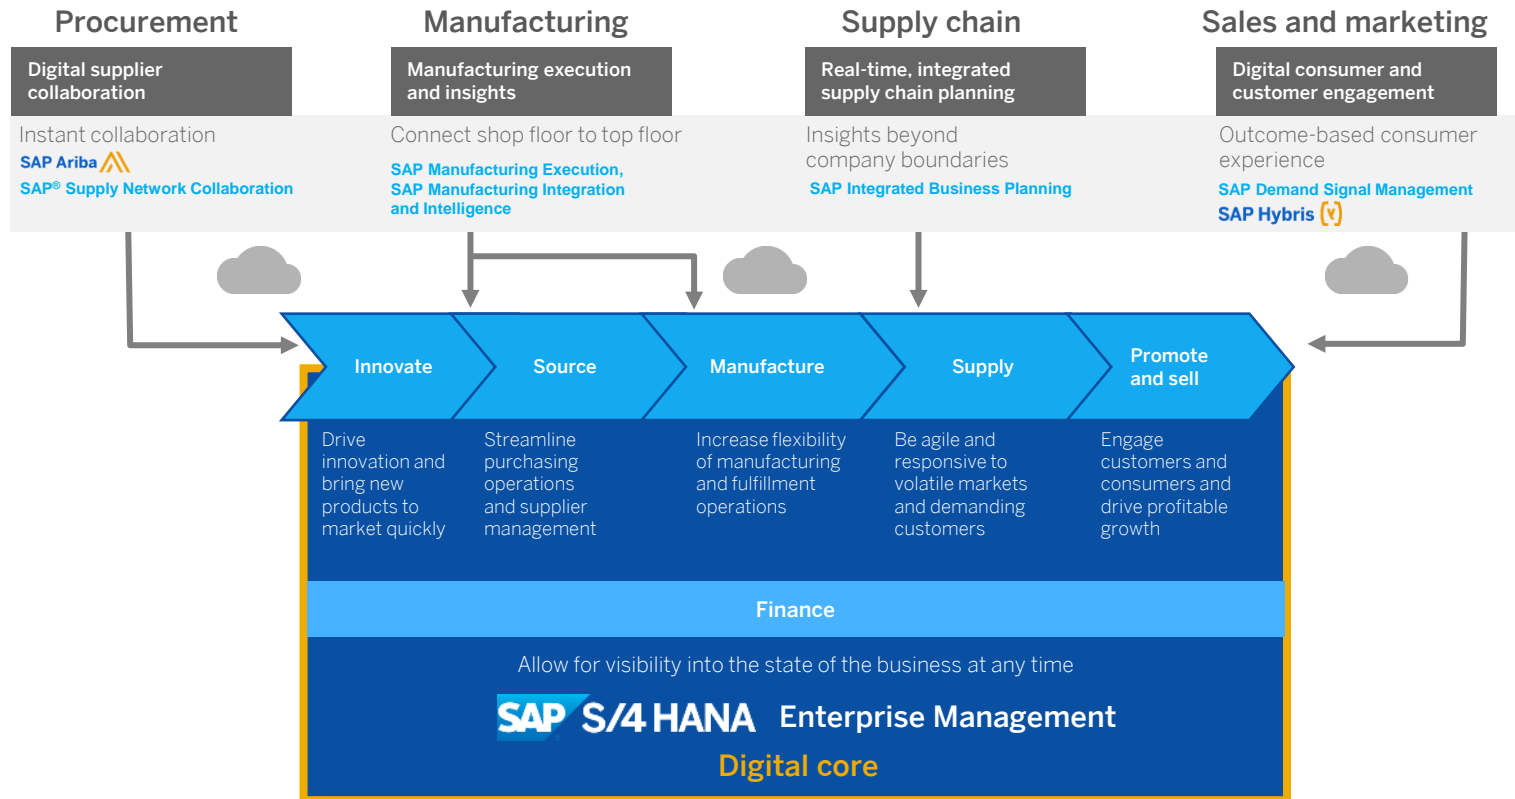 Procurement
Manufacturing
Supply chain
Sales and marketing
Digital supplier
collaboration
Manufacturing execution
and insights
Real-time, integrated
supply chain planning
Digital consumer and
customer engagement
Instant collaboration
SAP Ariba
SAP® Supply Network Collaboration
Connect shop floor to top floor
SAP Manufacturing Execution,
SAP Manufacturing Integration
and Intelligence
Insights beyond
company boundaries
SAP Integrated Business Planning
Outcome-based consumer
experience
SAP Demand Signal Management
SAP Hybris
Innovate
Source
Manufacture
Supply
Promote
and sell
Drive
innovation and
bring new
products to
market quickly
Streamline
purchasing
operations
and supplier
management
Increase flexibility
of manufacturing
and fulfillment
operations
Be agile and
responsive to
volatile markets
and demanding
customers
Engage
customers and
consumers and
drive profitable
growth
Finance
Allow for visibility into the state of the business at any time
SAP S/4 HANA Enterprise Management
Digital core